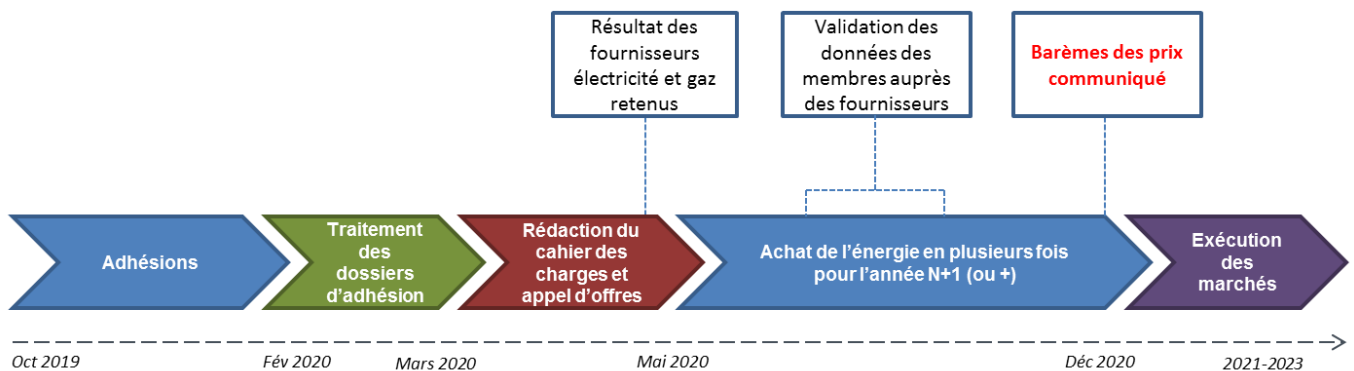 Résultat des
fournisseurs
électricité et gaz
retenus
Validation des
données des
membres auprès
des fournisseurs
Barèmes des prix
communiqué
Adhésions
Traitement
des
dossiers
d’adhésion
Rédaction du
cahier des
charges et
appel d’offres
Achat de l’énergie en plusieurs fois
pour l’année N+1 (ou +)
Exécution
des
marchés
Oct 2019
Fév 2020
Mars 2020
Mai 2020
Déc 2020
2021-2023